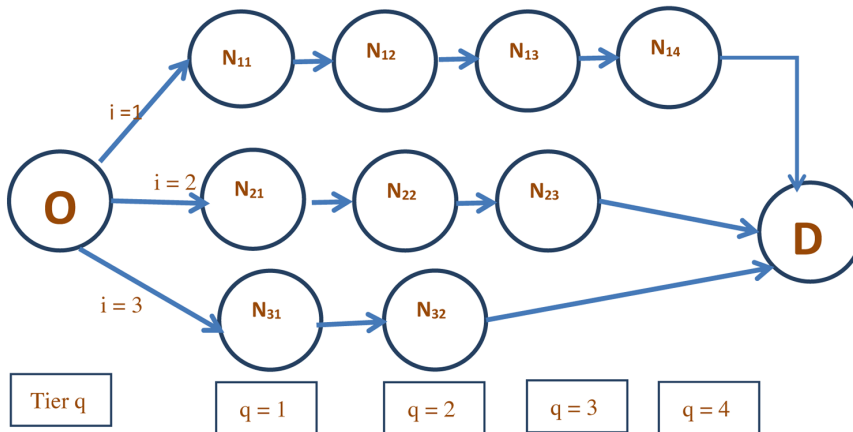 N₁₁ N₁₂ N₁₃ N₁₄
i =1
O i = 2 N₂₁ N₂₂ N₂₃ D
i = 3 N₃₁ N₃₂
Tier q q = 1 q = 2 q = 3 q = 4